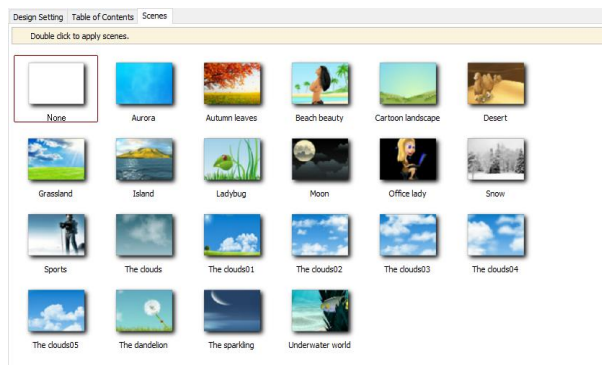 Design Setting Table of Contents Scenes
Double click to apply scenes.
None Aurora Autumn leaves Beach beauty Cartoon landscape Desert
Grassland Island Ladybug Moon Office lady Snow
Sports The clouds The clouds01 The clouds02 The clouds03 The clouds04
The clouds05 The dandelion The sparkling Underwater world